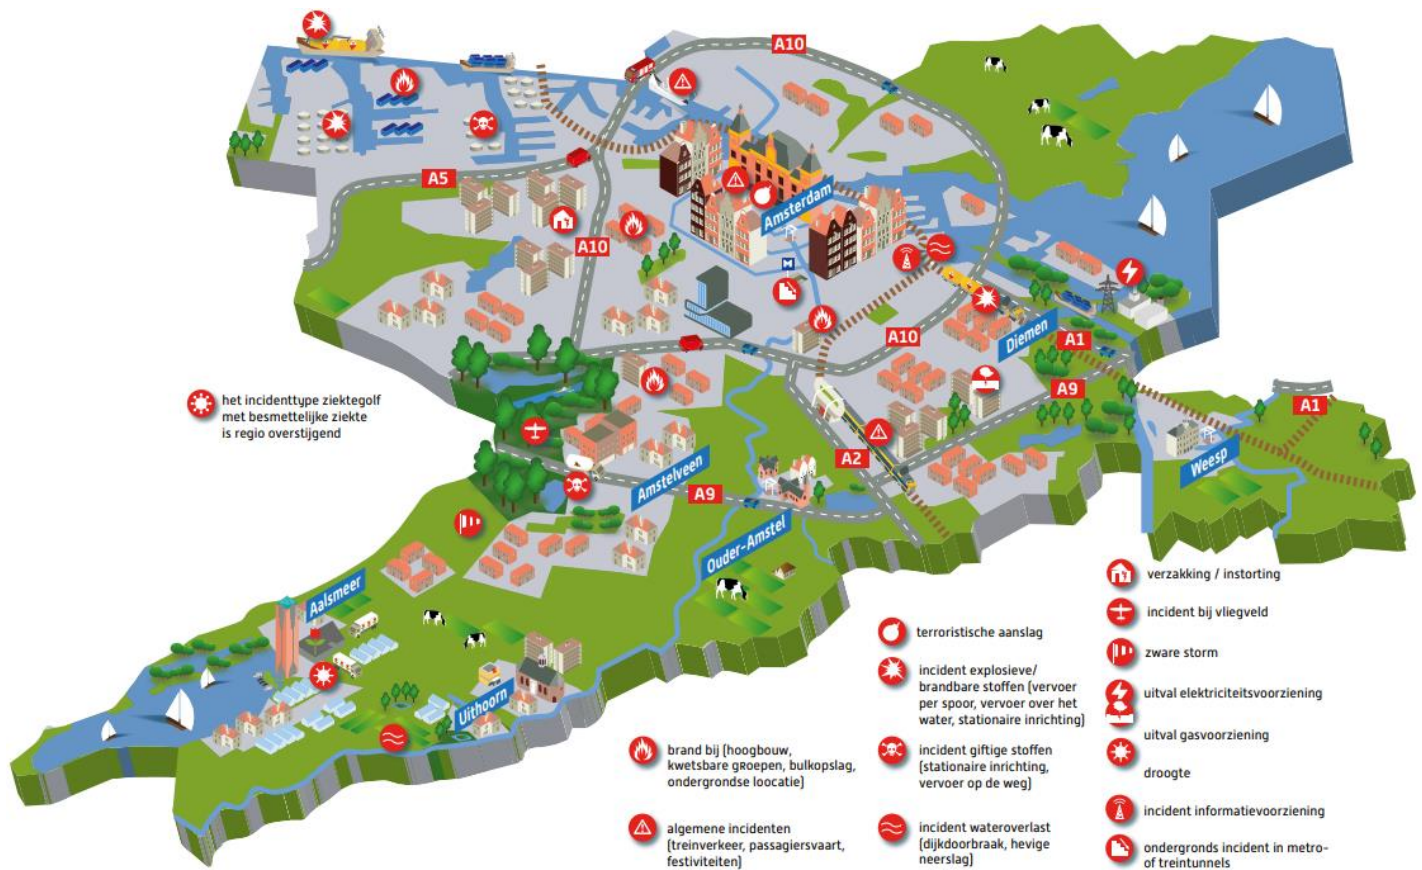 A10
A5
Amsterdam
A10
A10
Diemen
A1
A9
A1
het incidenttype ziektegolf
met besmettelijke ziekte
is regio overstijgend
M
A2
Weesp
Amstelveen
A9
Ouder-Amstel
Aalsmeer
Uithoorn
verzakking / instorting
incident bij vliegveld
zware storm
uitval elektriciteitsvoorziening
uitval gasvoorziening
droogte
incident informatievoorziening
ondergronds incident in metro-
of treintunnels
terroristische aanslag
incident explosieve/
brandbare stoffen (vervoer
per spoor, vervoer over het
water, stationaire inrichting)
incident giftige stoffen
(stationaire inrichting,
vervoer op de weg)
incident wateroverlast
(dijkdoorbraak, hevige
neerslag)
brand bij (hoogbouw,
kwetsbare groepen, bulkopslag,
ondergrondse loocatie)
algemene incidenten
(treinverkeer, passagiersvaart,
festiviteiten)